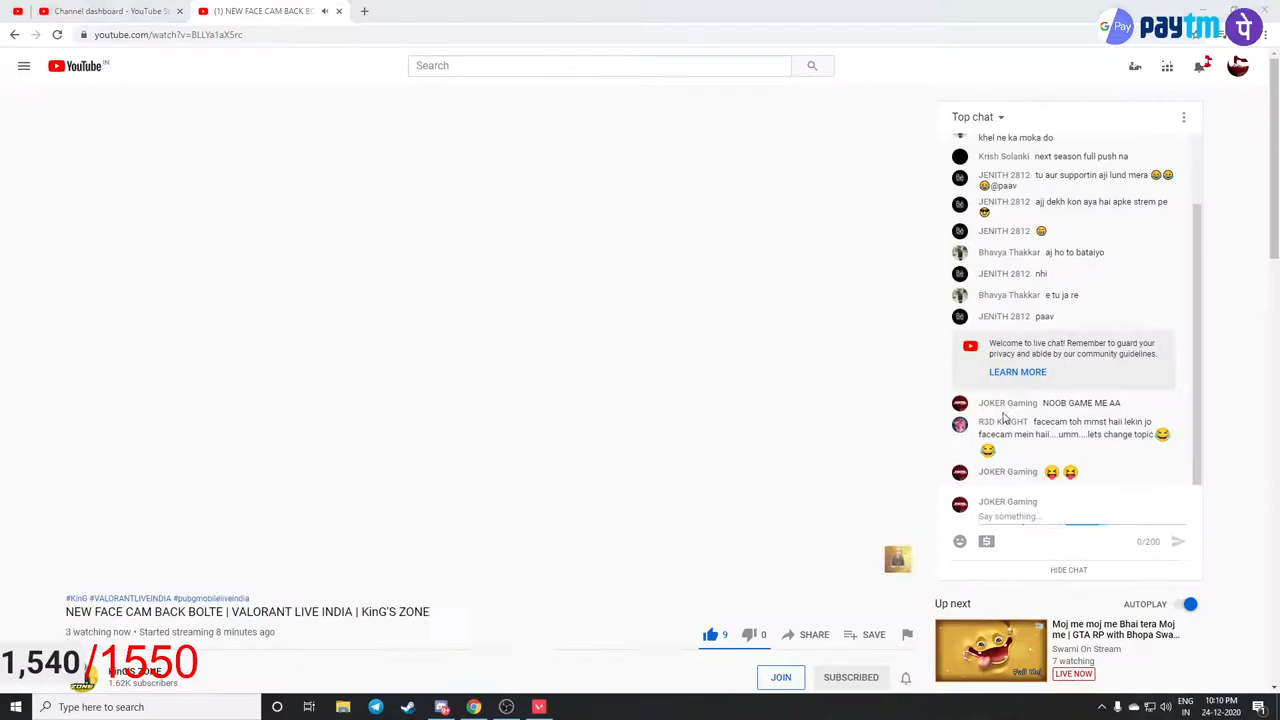 Channel dashboard - YouTube St
(1) NEW FACE CAM BACK BO
youtube.com/watch?v=BLLYa1aX5rc
G Pay paytm पे
YouTube IN
Search
Top chat
khel ne ka moka do
Krish Solanki next season full push na
JENITH 2812 tu aur supportin aji lund mera 😂😂
😂@paav
JENITH 2812 ajj dekh kon aya hai apke strem pe
😎
JENITH 2812 😂
Bhavya Thakkar aj ho to bataiyo
JENITH 2812 nhi
Bhavya Thakkar e tu ja re
JENITH 2812 paav
Welcome to live chat! Remember to guard your
privacy and abide by our community guidelines.
LEARN MORE
JOKER Gaming NOOB GAME ME AA
R3D KNIGHT facecam toh mmst haii lekin jo
facecam mein haii....umm....lets change topic 😂
😂
JOKER Gaming 😝 😝
JOKER Gaming
Say something...
0/200
HIDE CHAT
#KinG #VALORANTLIVEINDIA #pubgmobileliveindia
NEW FACE CAM BACK BOLTE | VALORANT LIVE INDIA | KinG'S ZONE
3 watching now • Started streaming 8 minutes ago
9 0 SHARE SAVE
1,540/1550
KinG'S ZONE
1.62K subscribers
JOIN SUBSCRIBED
Up next AUTOPLAY
Moj me moj me Bhai tera Moj
me | GTA RP with Bhopa Swa...
Swami On Stream
7 watching
LIVE NOW
Type here to search
ENG
IN
10:10 PM
24-12-2020